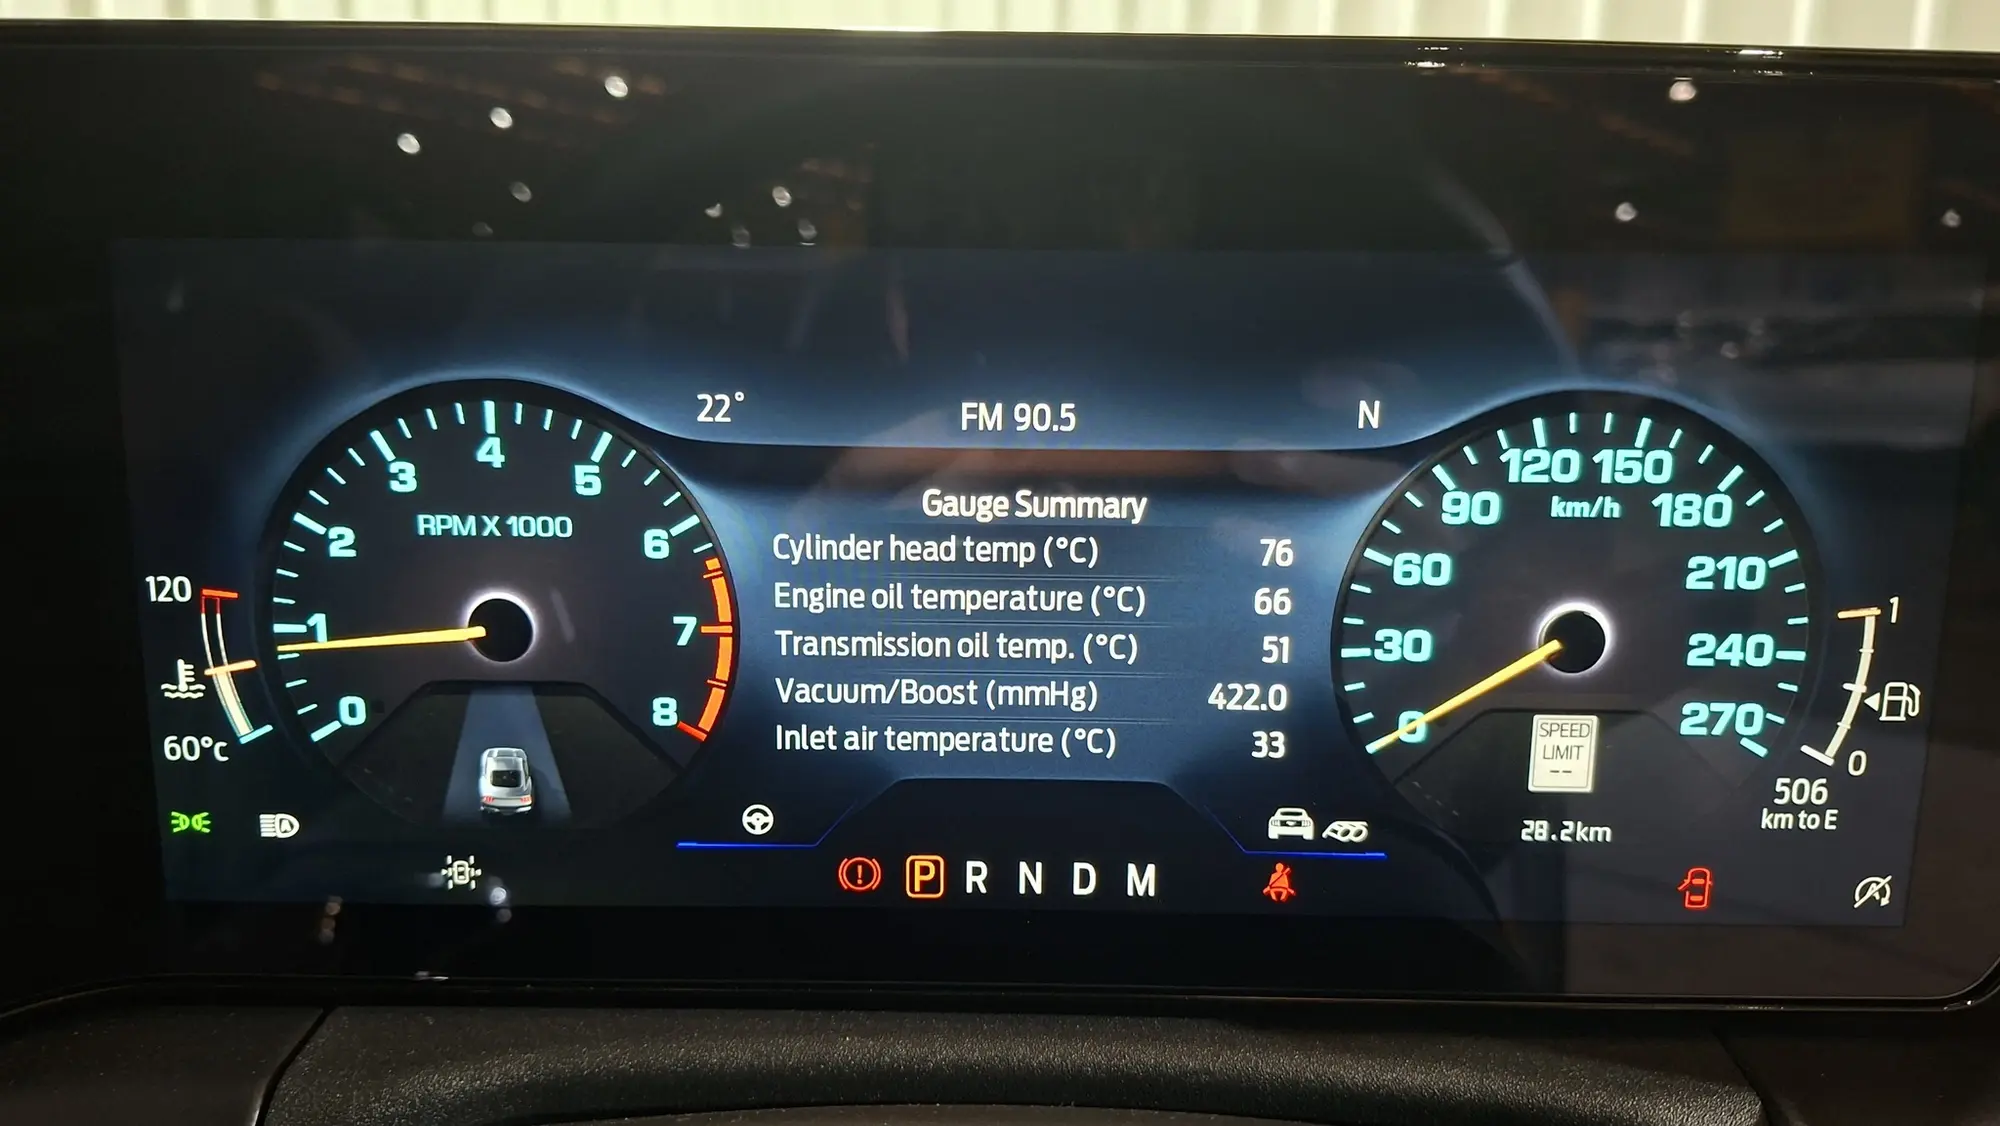 22° FM 90.5 N
Gauge Summary
Cylinder head temp (°C) 76
Engine oil temperature (°C) 66
Transmission oil temp. (°C) 51
Vacuum/Boost (mmHg) 422.0
Inlet air temperature (°C) 33
0 1 2 3 4 5 6 7 8
RPM X 1000
120
60°C
0 30 60 90 120 150 180 210 240 270
km/h
SPEED
LIMIT
--
28.2km
1
0
506
km to E
A
P R N D M
A